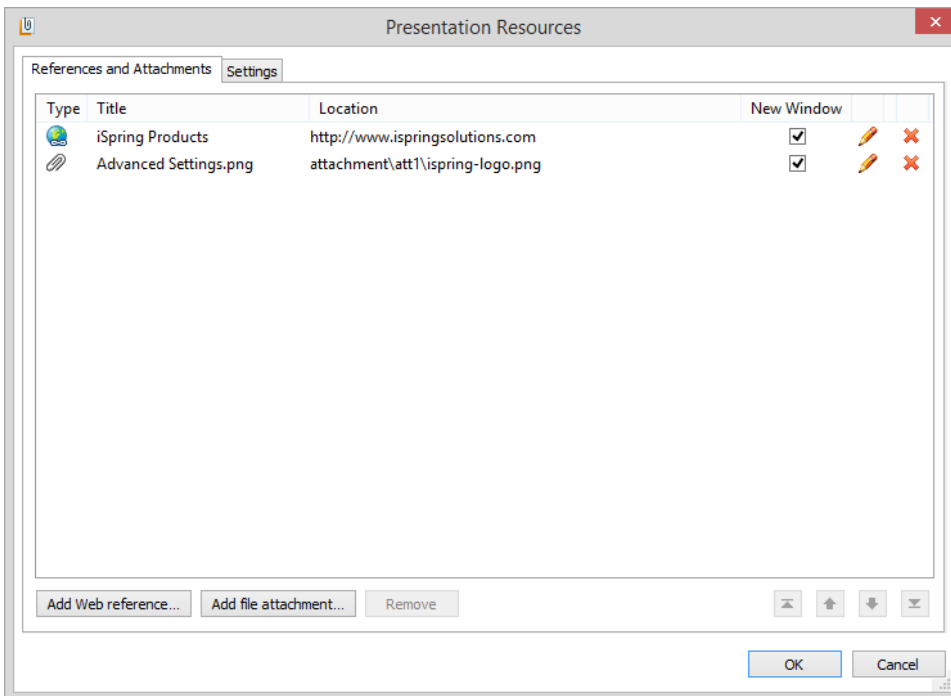 Presentation Resources
References and Attachments Settings
Type Title Location New Window
iSpring Products http://www.ispringsolutions.com
Advanced Settings.png attachment\att1\ispring-logo.png
Add Web reference... Add file attachment... Remove
OK Cancel